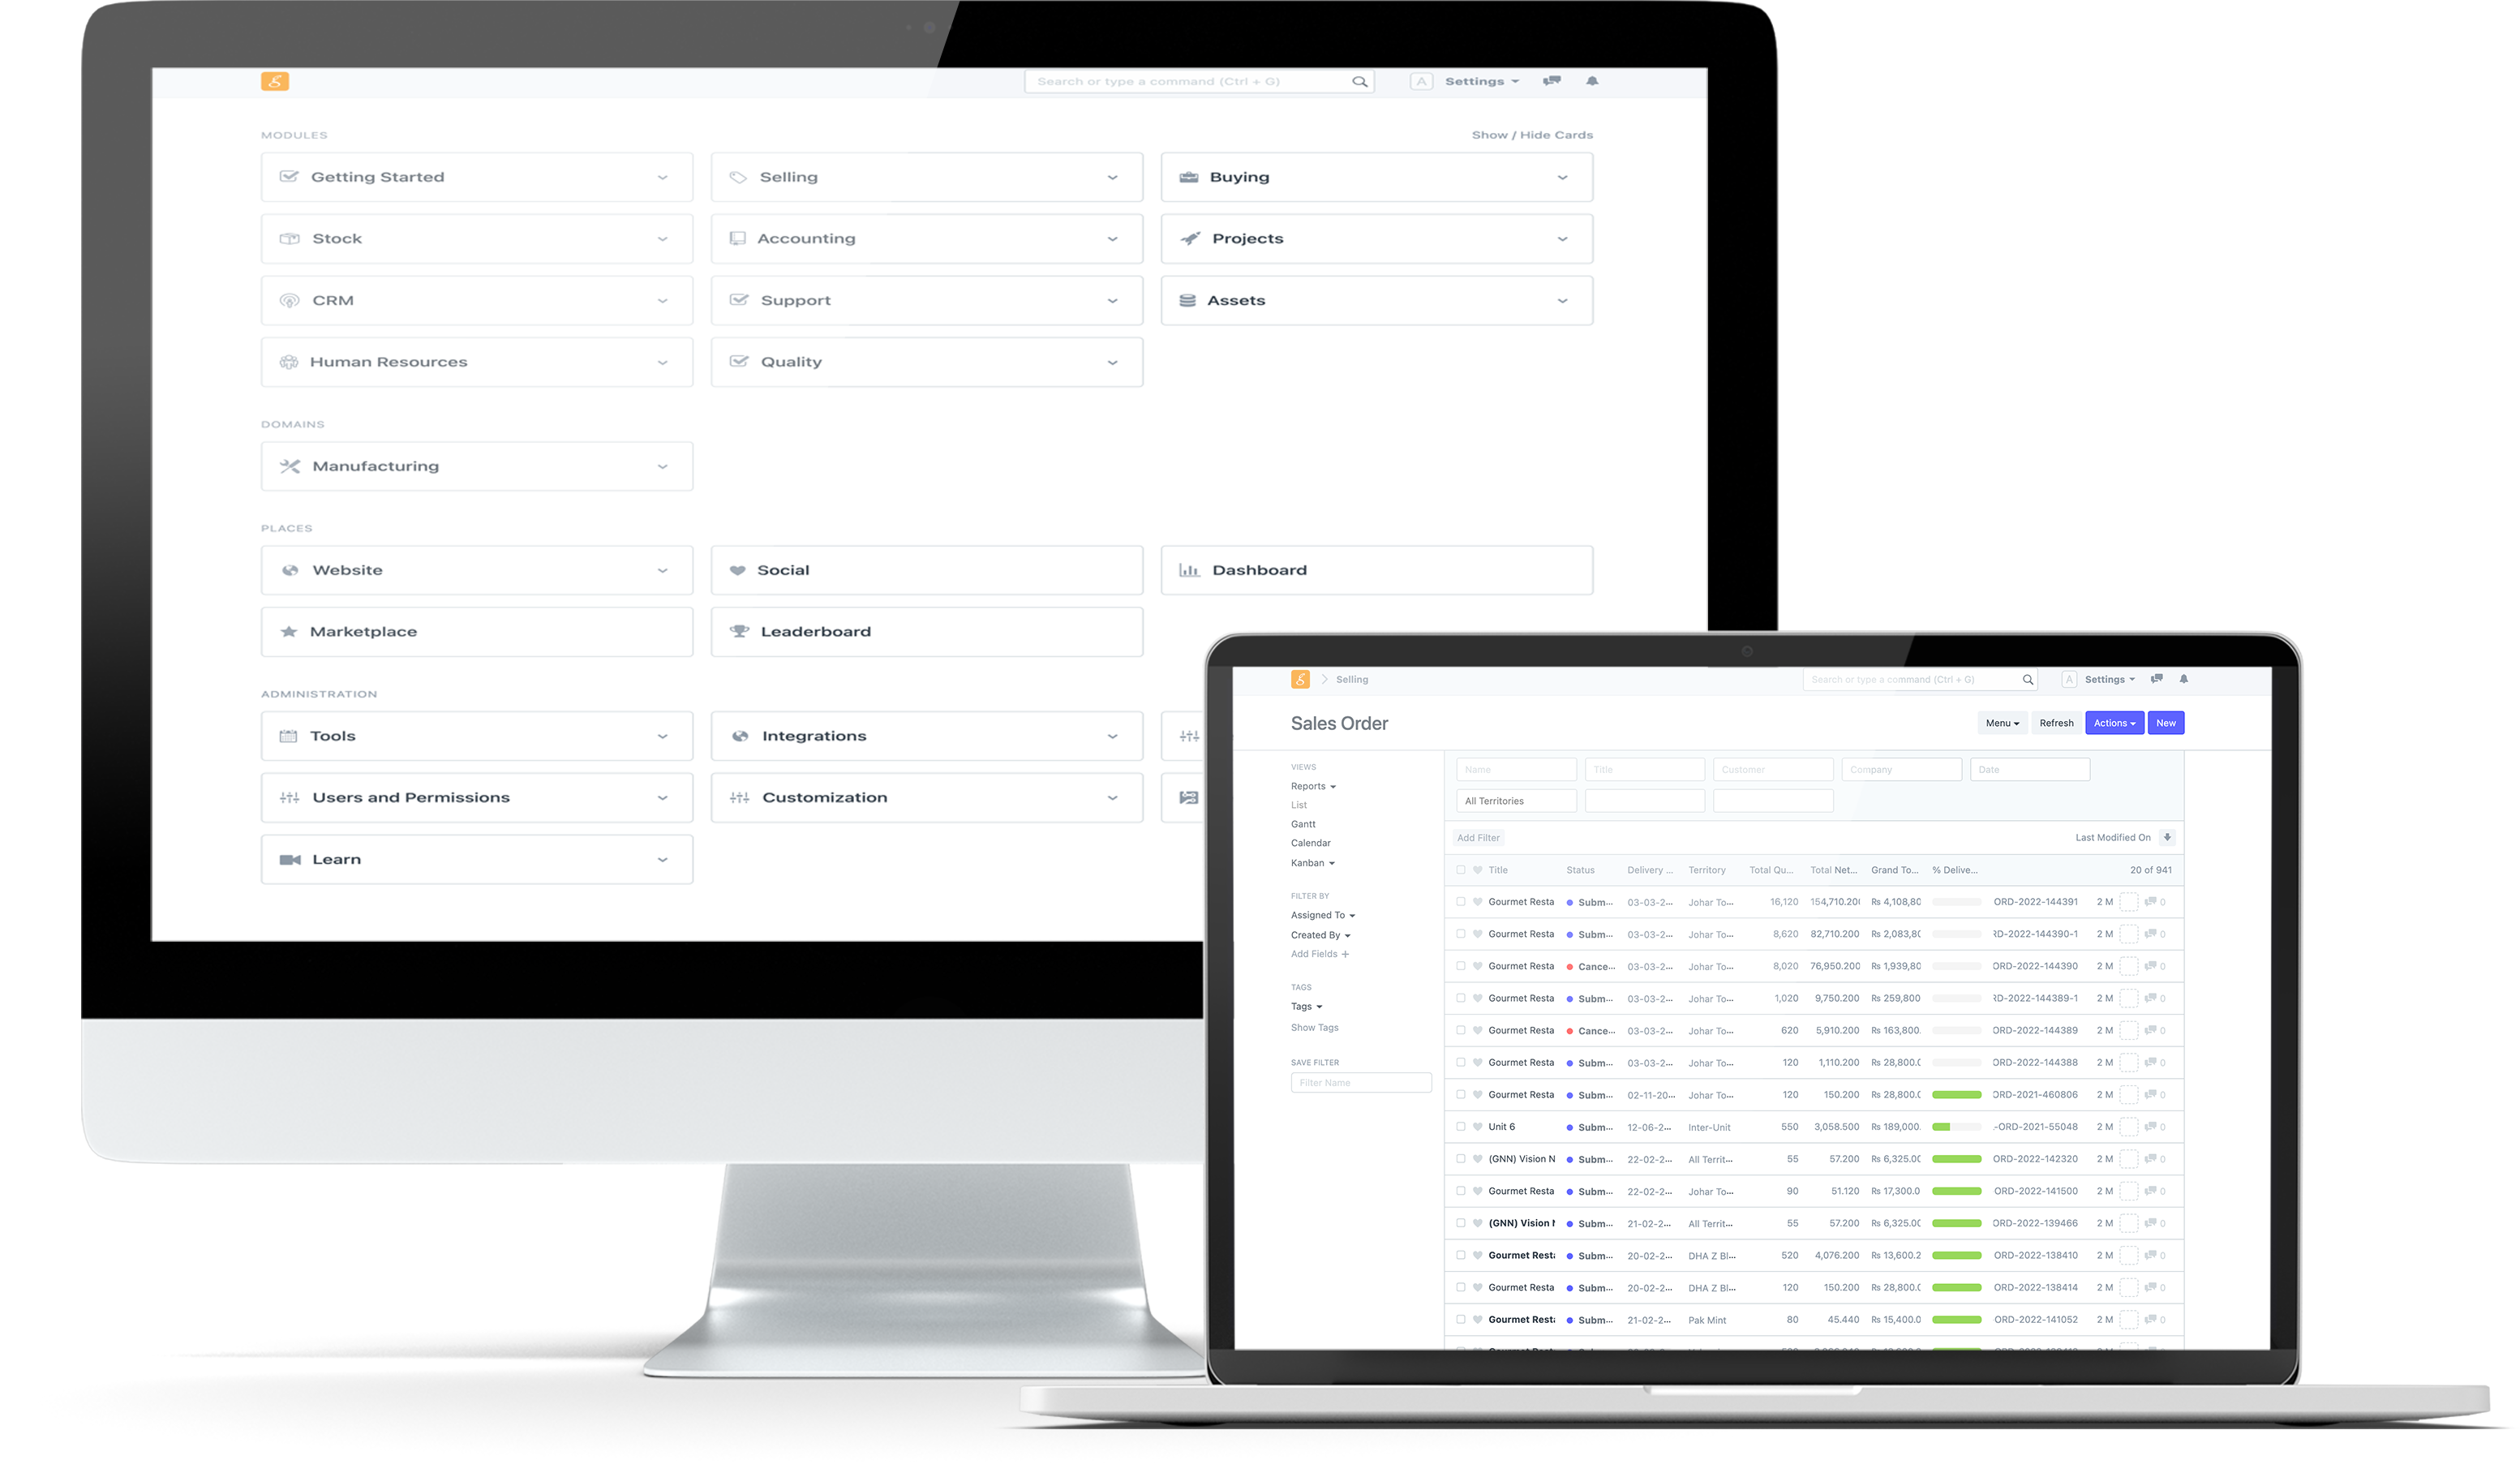 Search or type a command (Ctrl + G) A Settings
MODULES Show / Hide Cards
Getting Started Selling Buying
Stock Accounting Projects
CRM Support Assets
Human Resources Quality
DOMAINS
Manufacturing
PLACES
Website Social Dashboard
Marketplace Leaderboard
ADMINISTRATION
Tools Integrations
Users and Permissions Customization
Learn
Selling Search or type a command (Ctrl + G) A Settings
Sales Order Menu Refresh Actions New
VIEWS
Reports
List
Gantt
Calendar
Kanban
FILTER BY
Assigned To
Created By
Add Fields +
TAGS
Tags
Show Tags
SAVE FILTER
Filter Name
Name Title Customer Company Date
All Territories
Add Filter Last Modified On
Title Status Delivery ... Territory Total Qu... Total Net... Grand To... % Delive... 20 of 941
Gourmet Resta Subm... 03-03-2... Johar To... 16,120 154,710.20 ₨ 4,108,80 ORD-2022-144391 2 M 0
Gourmet Resta Subm... 03-03-2... Johar To... 8,620 82,710.200 ₨ 2,083,80 RD-2022-144390-1 2 M 0
Gourmet Resta Cance... 03-03-2... Johar To... 8,020 76,950.200 ₨ 1,939,80 ORD-2022-144390 2 M 0
Gourmet Resta Subm... 03-03-2... Johar To... 1,020 9,750.200 ₨ 259,800 RD-2022-144389-1 2 M 0
Gourmet Resta Cance... 03-03-2... Johar To... 620 5,910.200 ₨ 163,800. ORD-2022-144389 2 M 0
Gourmet Resta Subm... 03-03-2... Johar To... 120 1,110.200 ₨ 28,800.0 ORD-2022-144388 2 M 0
Gourmet Resta Subm... 02-11-20... Johar To... 120 150.200 ₨ 28,800.0 ORD-2021-460806 2 M 0
Unit 6 Subm... 12-06-2... Inter-Unit 550 3,058.500 ₨ 189,000. -ORD-2021-55048 2 M 0
(GNN) Vision N Subm... 22-02-2... All Territ... 55 57.200 ₨ 6,325.00 ORD-2022-142320 2 M 0
Gourmet Resta Subm... 22-02-2... Johar To... 90 51.120 ₨ 17,300.0 ORD-2022-141500 2 M 0
(GNN) Vision N Subm... 21-02-2... All Territ... 55 57.200 ₨ 6,325.00 ORD-2022-139466 2 M 0
Gourmet Resta Subm... 20-02-2... DHA Z Bl... 520 4,076.200 ₨ 13,600.2 ORD-2022-138410 2 M 0
Gourmet Resta Subm... 20-02-2... DHA Z Bl... 120 150.200 ₨ 28,800.0 ORD-2022-138414 2 M 0
Gourmet Resta Subm... 21-02-2... Pak Mint 80 45.440 ₨ 15,400.0 ORD-2022-141052 2 M 0